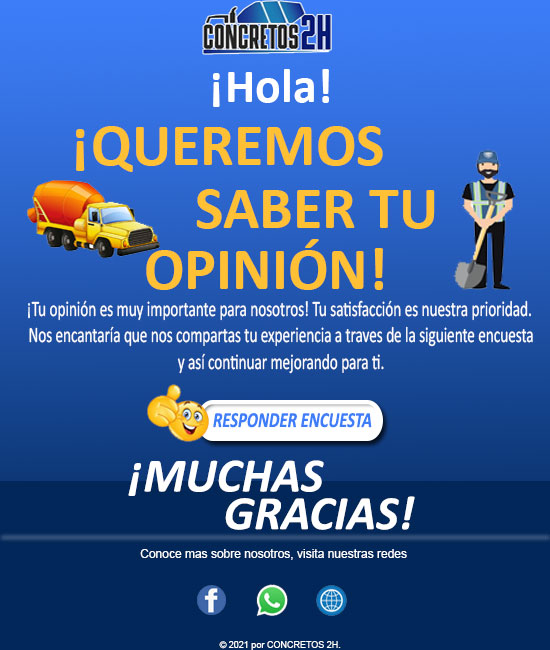 CONCRETOS 2H
¡Hola!
¡QUEREMOS
SABER TU
OPINIÓN!
¡Tu opinión es muy importante para nosotros! Tu satisfacción es nuestra prioridad.
Nos encantaría que nos compartas tu experiencia a traves de la siguiente encuesta
y así continuar mejorando para ti.
RESPONDER ENCUESTA
¡MUCHAS
GRACIAS!
Conoce mas sobre nosotros, visita nuestras redes
© 2021 por CONCRETOS 2H.